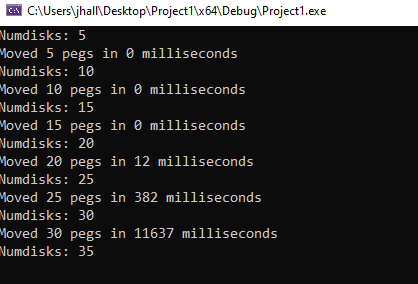 C:\Users\jhall\Desktop\Project1\x64\Debug\Project1.exe
Numdisks: 5
Moved 5 pegs in 0 milliseconds
Numdisks: 10
Moved 10 pegs in 0 milliseconds
Numdisks: 15
Moved 15 pegs in 0 milliseconds
Numdisks: 20
Moved 20 pegs in 12 milliseconds
Numdisks: 25
Moved 25 pegs in 382 milliseconds
Numdisks: 30
Moved 30 pegs in 11637 milliseconds
Numdisks: 35